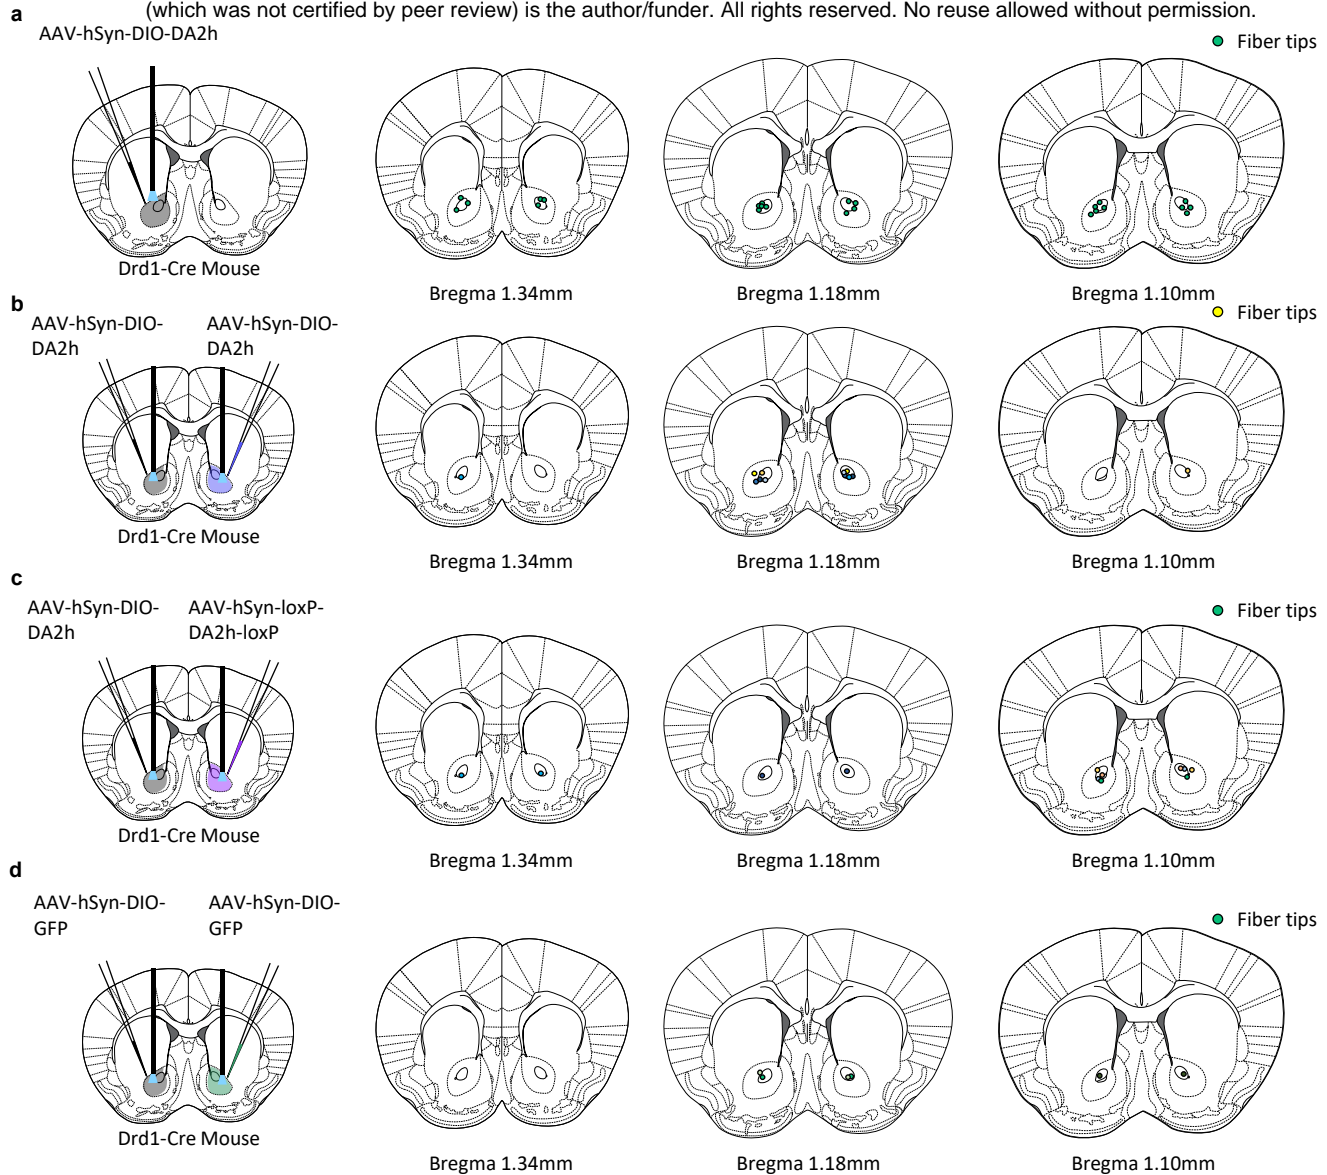 (which was not certified by peer review) is the author/funder. All rights reserved. No reuse allowed without permission.
a
AAV-hSyn-DIO-DA2h
Fiber tips
Drd1-Cre Mouse
Bregma 1.34mm
Bregma 1.18mm
Bregma 1.10mm
b
AAV-hSyn-DIO-
DA2h
AAV-hSyn-DIO-
DA2h
Fiber tips
Drd1-Cre Mouse
Bregma 1.34mm
Bregma 1.18mm
Bregma 1.10mm
c
AAV-hSyn-DIO-
DA2h
AAV-hSyn-loxP-
DA2h-loxP
Fiber tips
Drd1-Cre Mouse
Bregma 1.34mm
Bregma 1.18mm
Bregma 1.10mm
d
AAV-hSyn-DIO-
GFP
AAV-hSyn-DIO-
GFP
Fiber tips
Drd1-Cre Mouse
Bregma 1.34mm
Bregma 1.18mm
Bregma 1.10mm